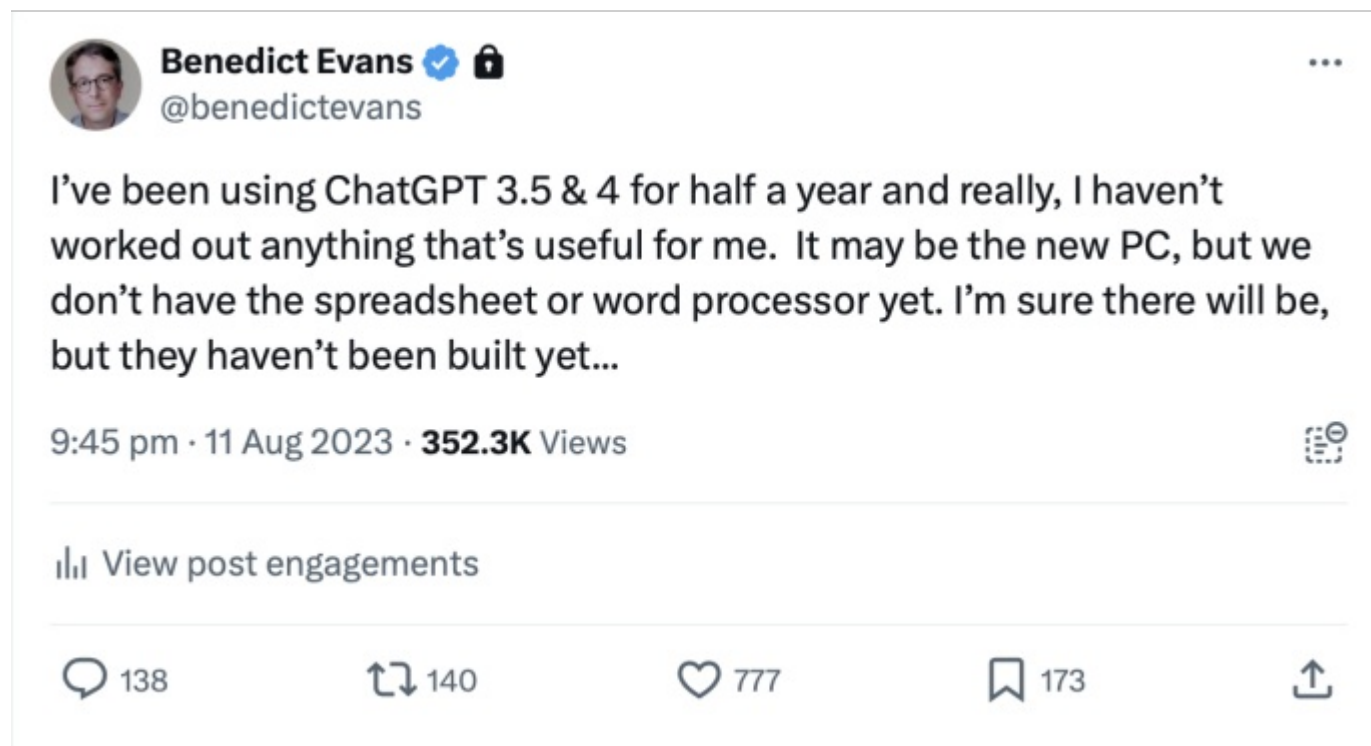 Benedict Evans
@benedictevans
I’ve been using ChatGPT 3.5 & 4 for half a year and really, I haven’t
worked out anything that’s useful for me.  It may be the new PC, but we
don’t have the spreadsheet or word processor yet. I’m sure there will be,
but they haven’t been built yet...
9:45 pm · 11 Aug 2023 · 352.3K Views
View post engagements
138 140 777 173